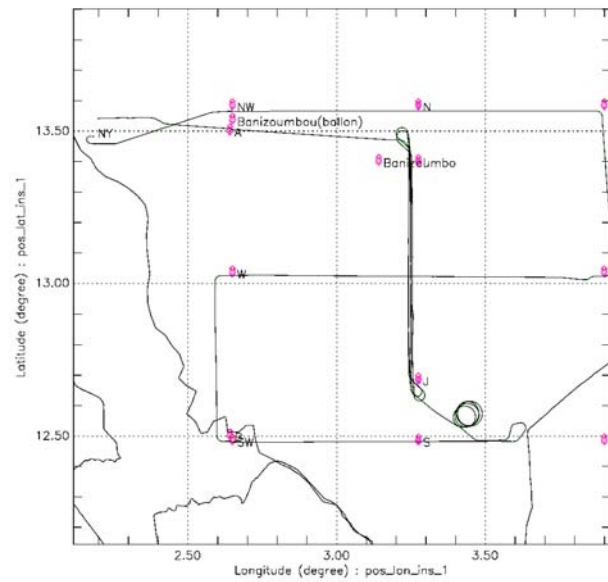 NW
N
Banizoumbou(ballon)
13.50
NY
A
Banizoumbo
Latitude (degree) : pos_lat_ins_1
13.00
W
J
12.50
SW
S
2.50
3.00
3.50
Longitude (degree) : pos_lon_ins_1